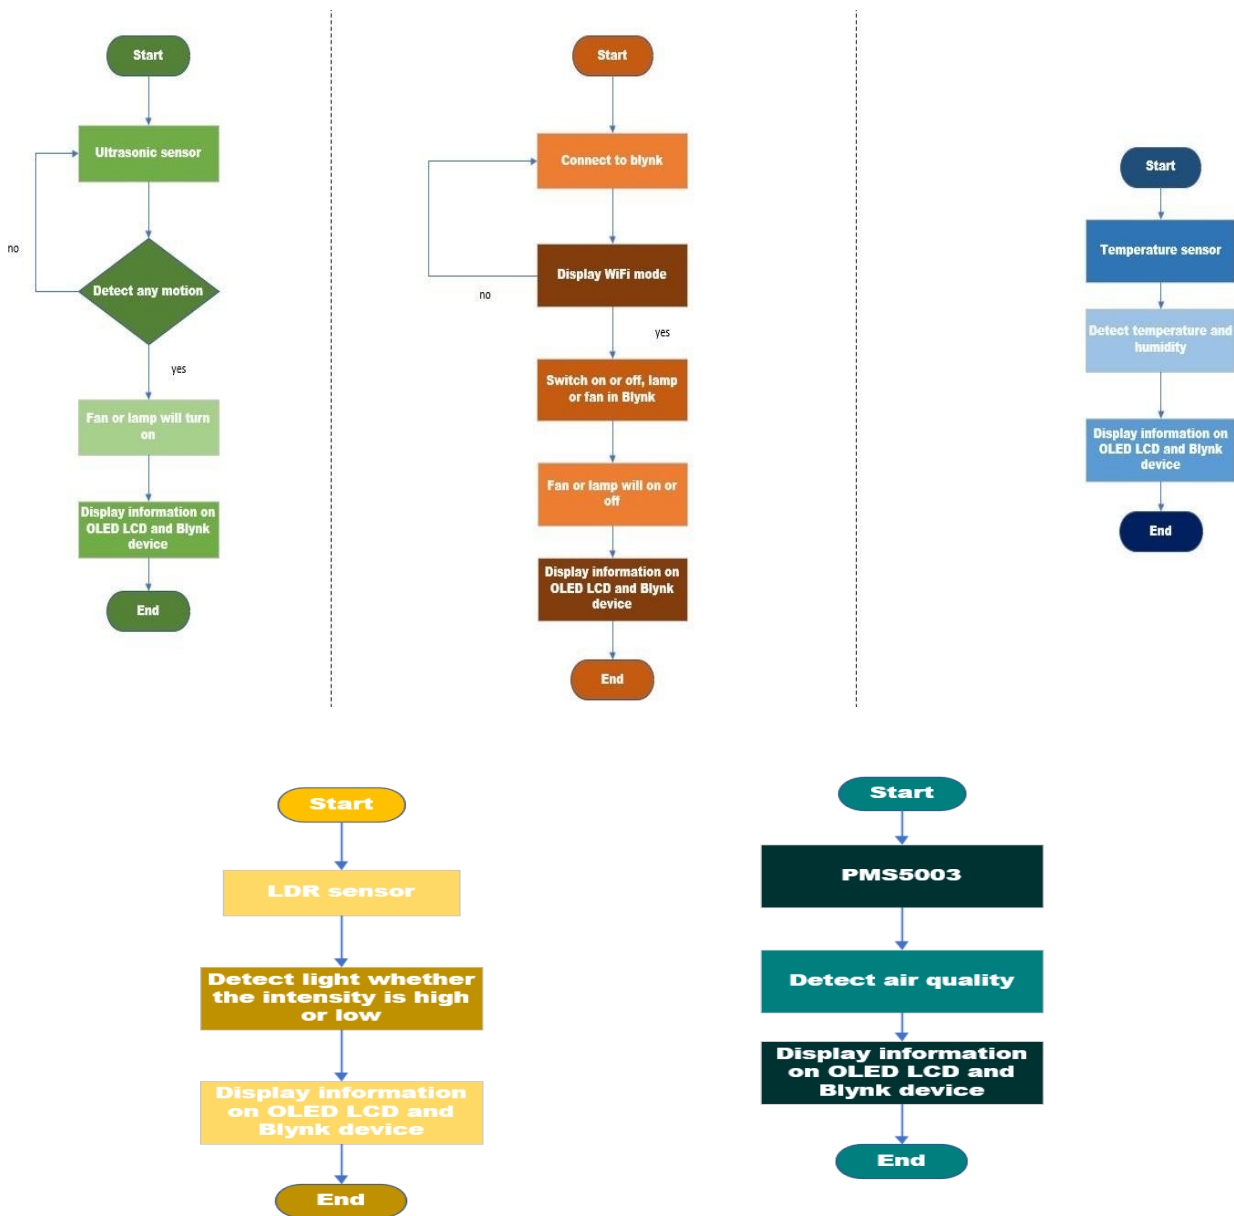 Start
Ultrasonic sensor
no
Detect any motion
yes
Fan or lamp will turn
on
Display information on
OLED LCD and Blynk
device
End
Start
Connect to blynk
Display WiFi mode
no
yes
Switch on or off, lamp
or fan in Blynk
Fan or lamp will on or
off
Display information on
OLED LCD and Blynk
device
End
Start
Temperature sensor
Detect temperature and
humidity
Display information on
OLED LCD and Blynk
device
End
Start
LDR sensor
Detect light whether
the intensity is high
or low
Display information
on OLED LCD and
Blynk device
End
Start
PMS5003
Detect air quality
Display information
on OLED LCD and
Blynk device
End